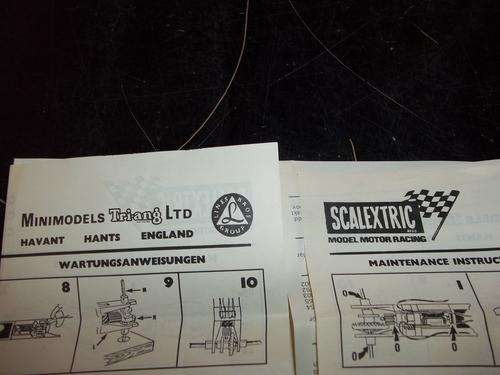 MINIMODELS Tri-ang LTD
LINES BROS
GROUP
HAVANT HANTS ENGLAND
WARTUNGSANWEISUNGEN
8 9 10
SCALEXTRIC
MODEL MOTOR RACING
MAINTENANCE INSTRUC
1
O
O
O
O